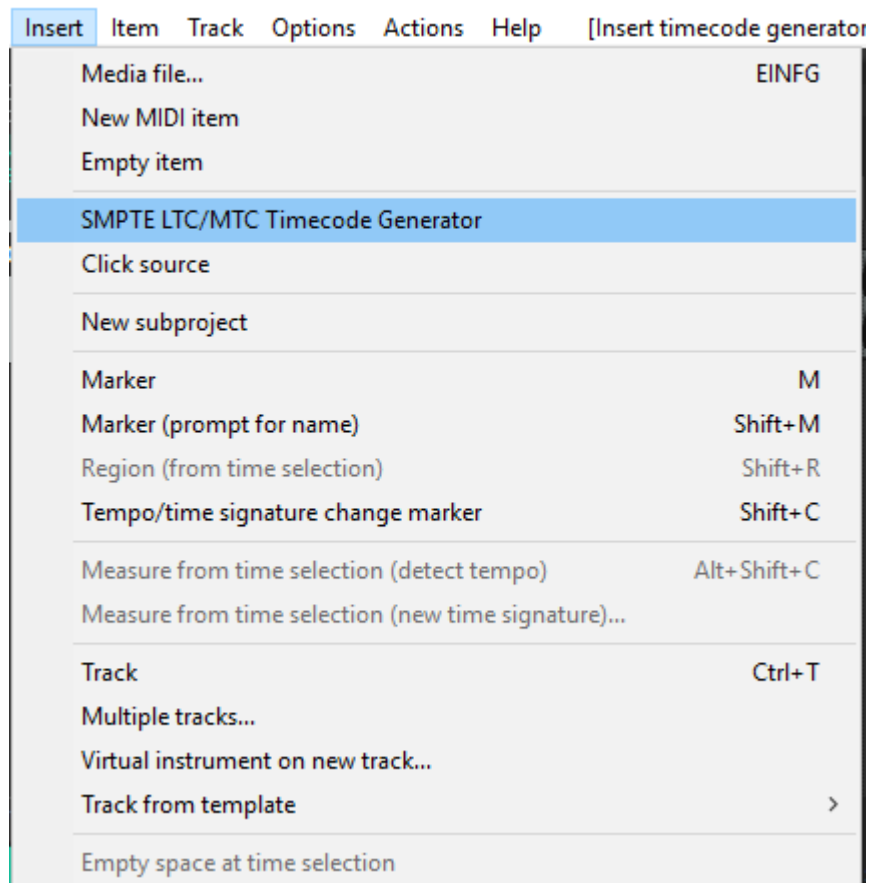 Insert Item Track Options Actions Help [Insert timecode generator
Media file... EINFG
New MIDI item
Empty item
SMPTE LTC/MTC Timecode Generator
Click source
New subproject
Marker M
Marker (prompt for name) Shift+M
Region (from time selection) Shift+R
Tempo/time signature change marker Shift+C
Measure from time selection (detect tempo) Alt+Shift+C
Measure from time selection (new time signature)...
Track Ctrl+T
Multiple tracks...
Virtual instrument on new track...
Track from template
Empty space at time selection